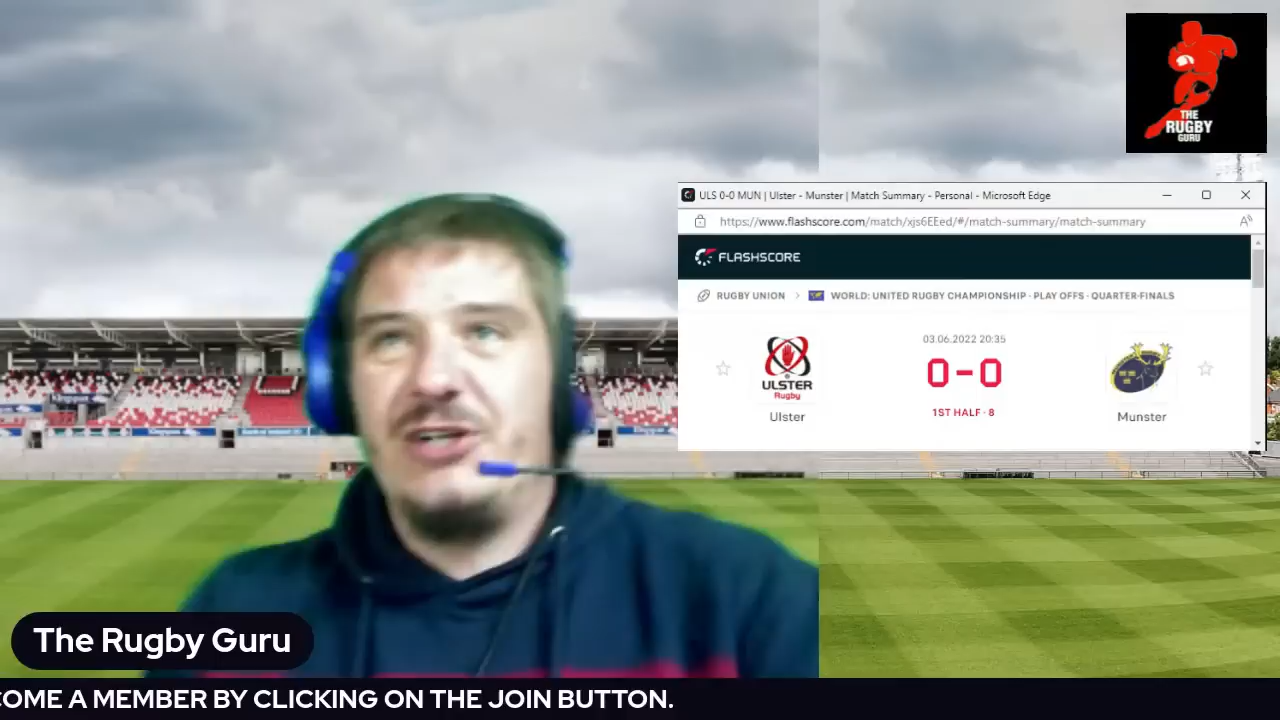 THE
RUGBY
GURU
ULS 0-0 MUN | Ulster - Munster | Match Summary - Personal - Microsoft Edge
https://www.flashscore.com/match/xjs6EEed/#/match-summary/match-summary
FLASHSCORE
RUGBY UNION > WORLD: UNITED RUGBY CHAMPIONSHIP - PLAY OFFS - QUARTER-FINALS
03.06.2022 20:35
0-0
1ST HALF - 8
ULSTER
Rugby
Ulster
Munster
The Rugby Guru
COME A MEMBER BY CLICKING ON THE JOIN BUTTON.